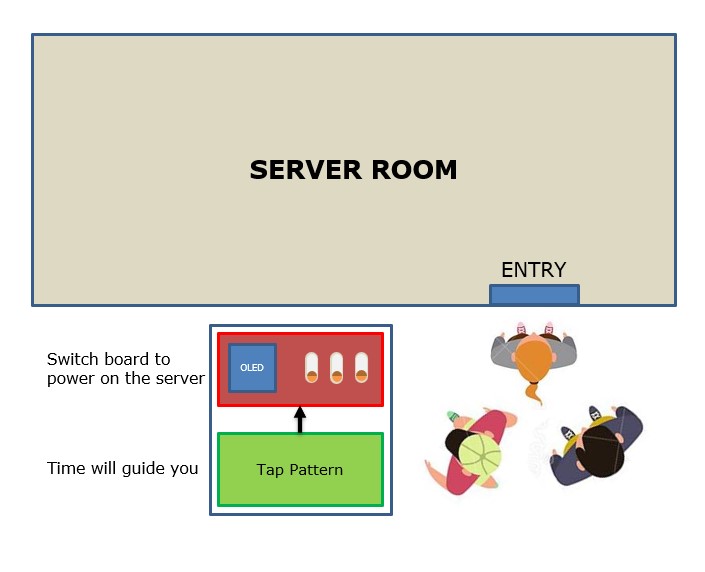 SERVER ROOM
ENTRY
Switch board to
power on the server
OLED
Time will guide you
Tap Pattern